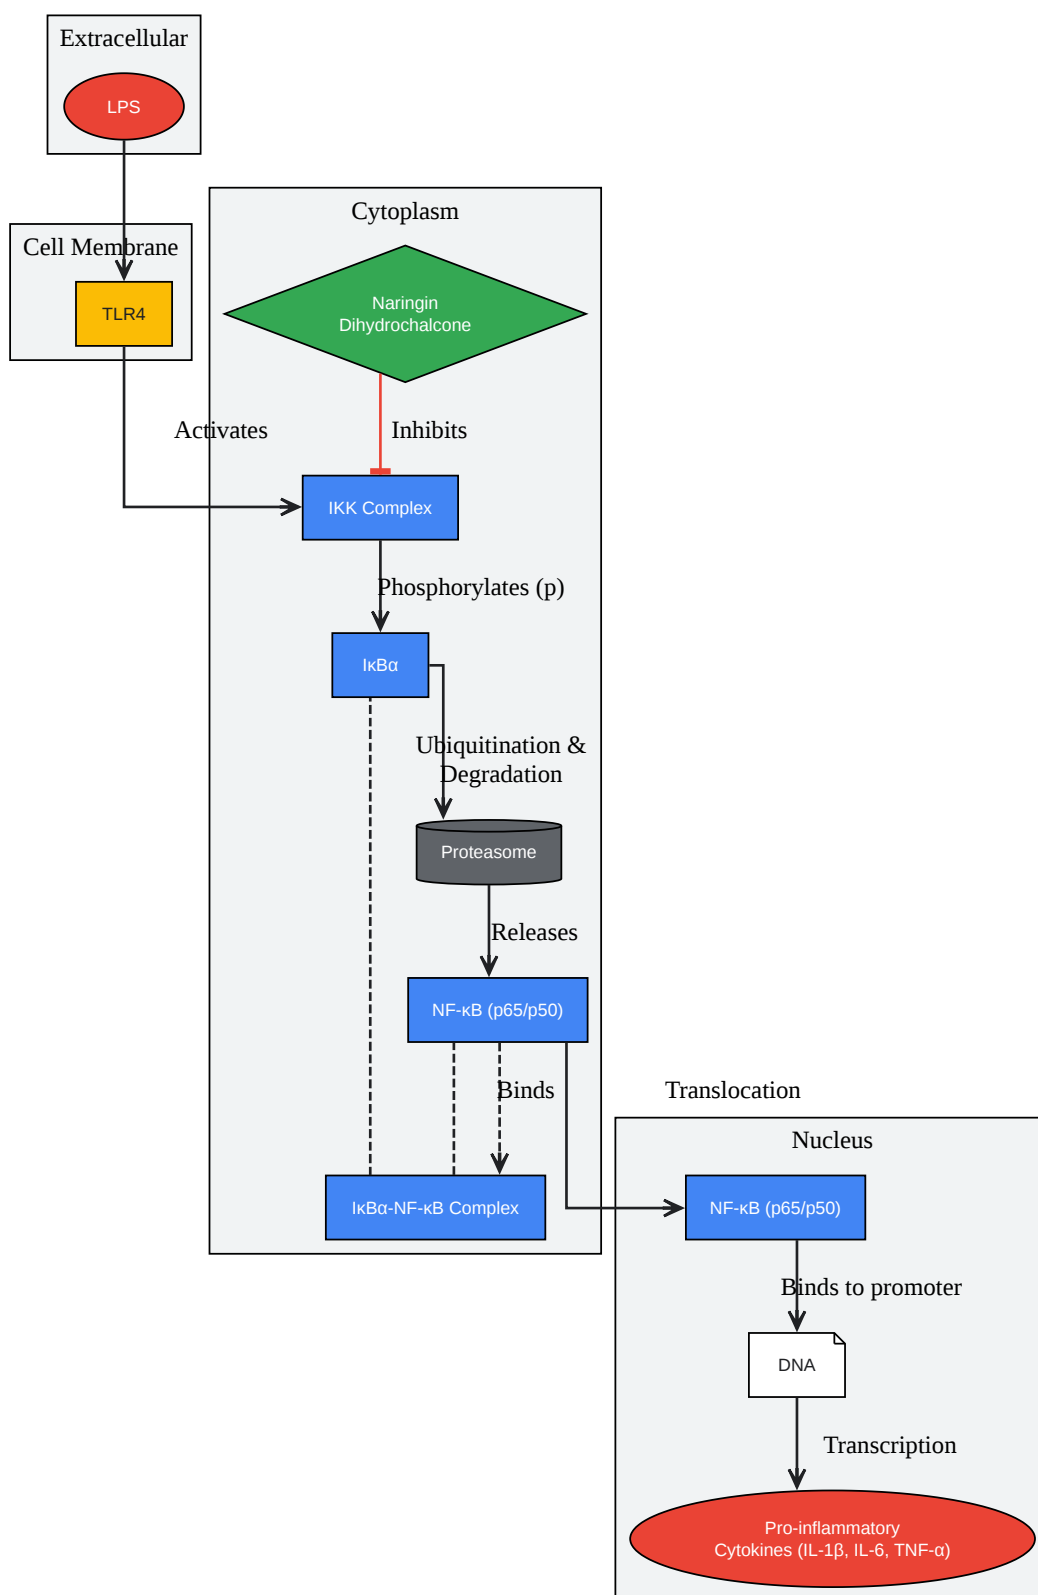 Extracellular
LPS
Cell Membrane
TLR4
Cytoplasm
Naringin
Dihydrochalcone
Activates
Inhibits
IKK Complex
Phosphorylates (p)
IκBα
Ubiquitination &
Degradation
Proteasome
Releases
NF-κB (p65/p50)
Binds
Translocation
IκBα-NF-κB Complex
Nucleus
NF-κB (p65/p50)
Binds to promoter
DNA
Transcription
Pro-inflammatory
Cytokines (IL-1β, IL-6, TNF-α)